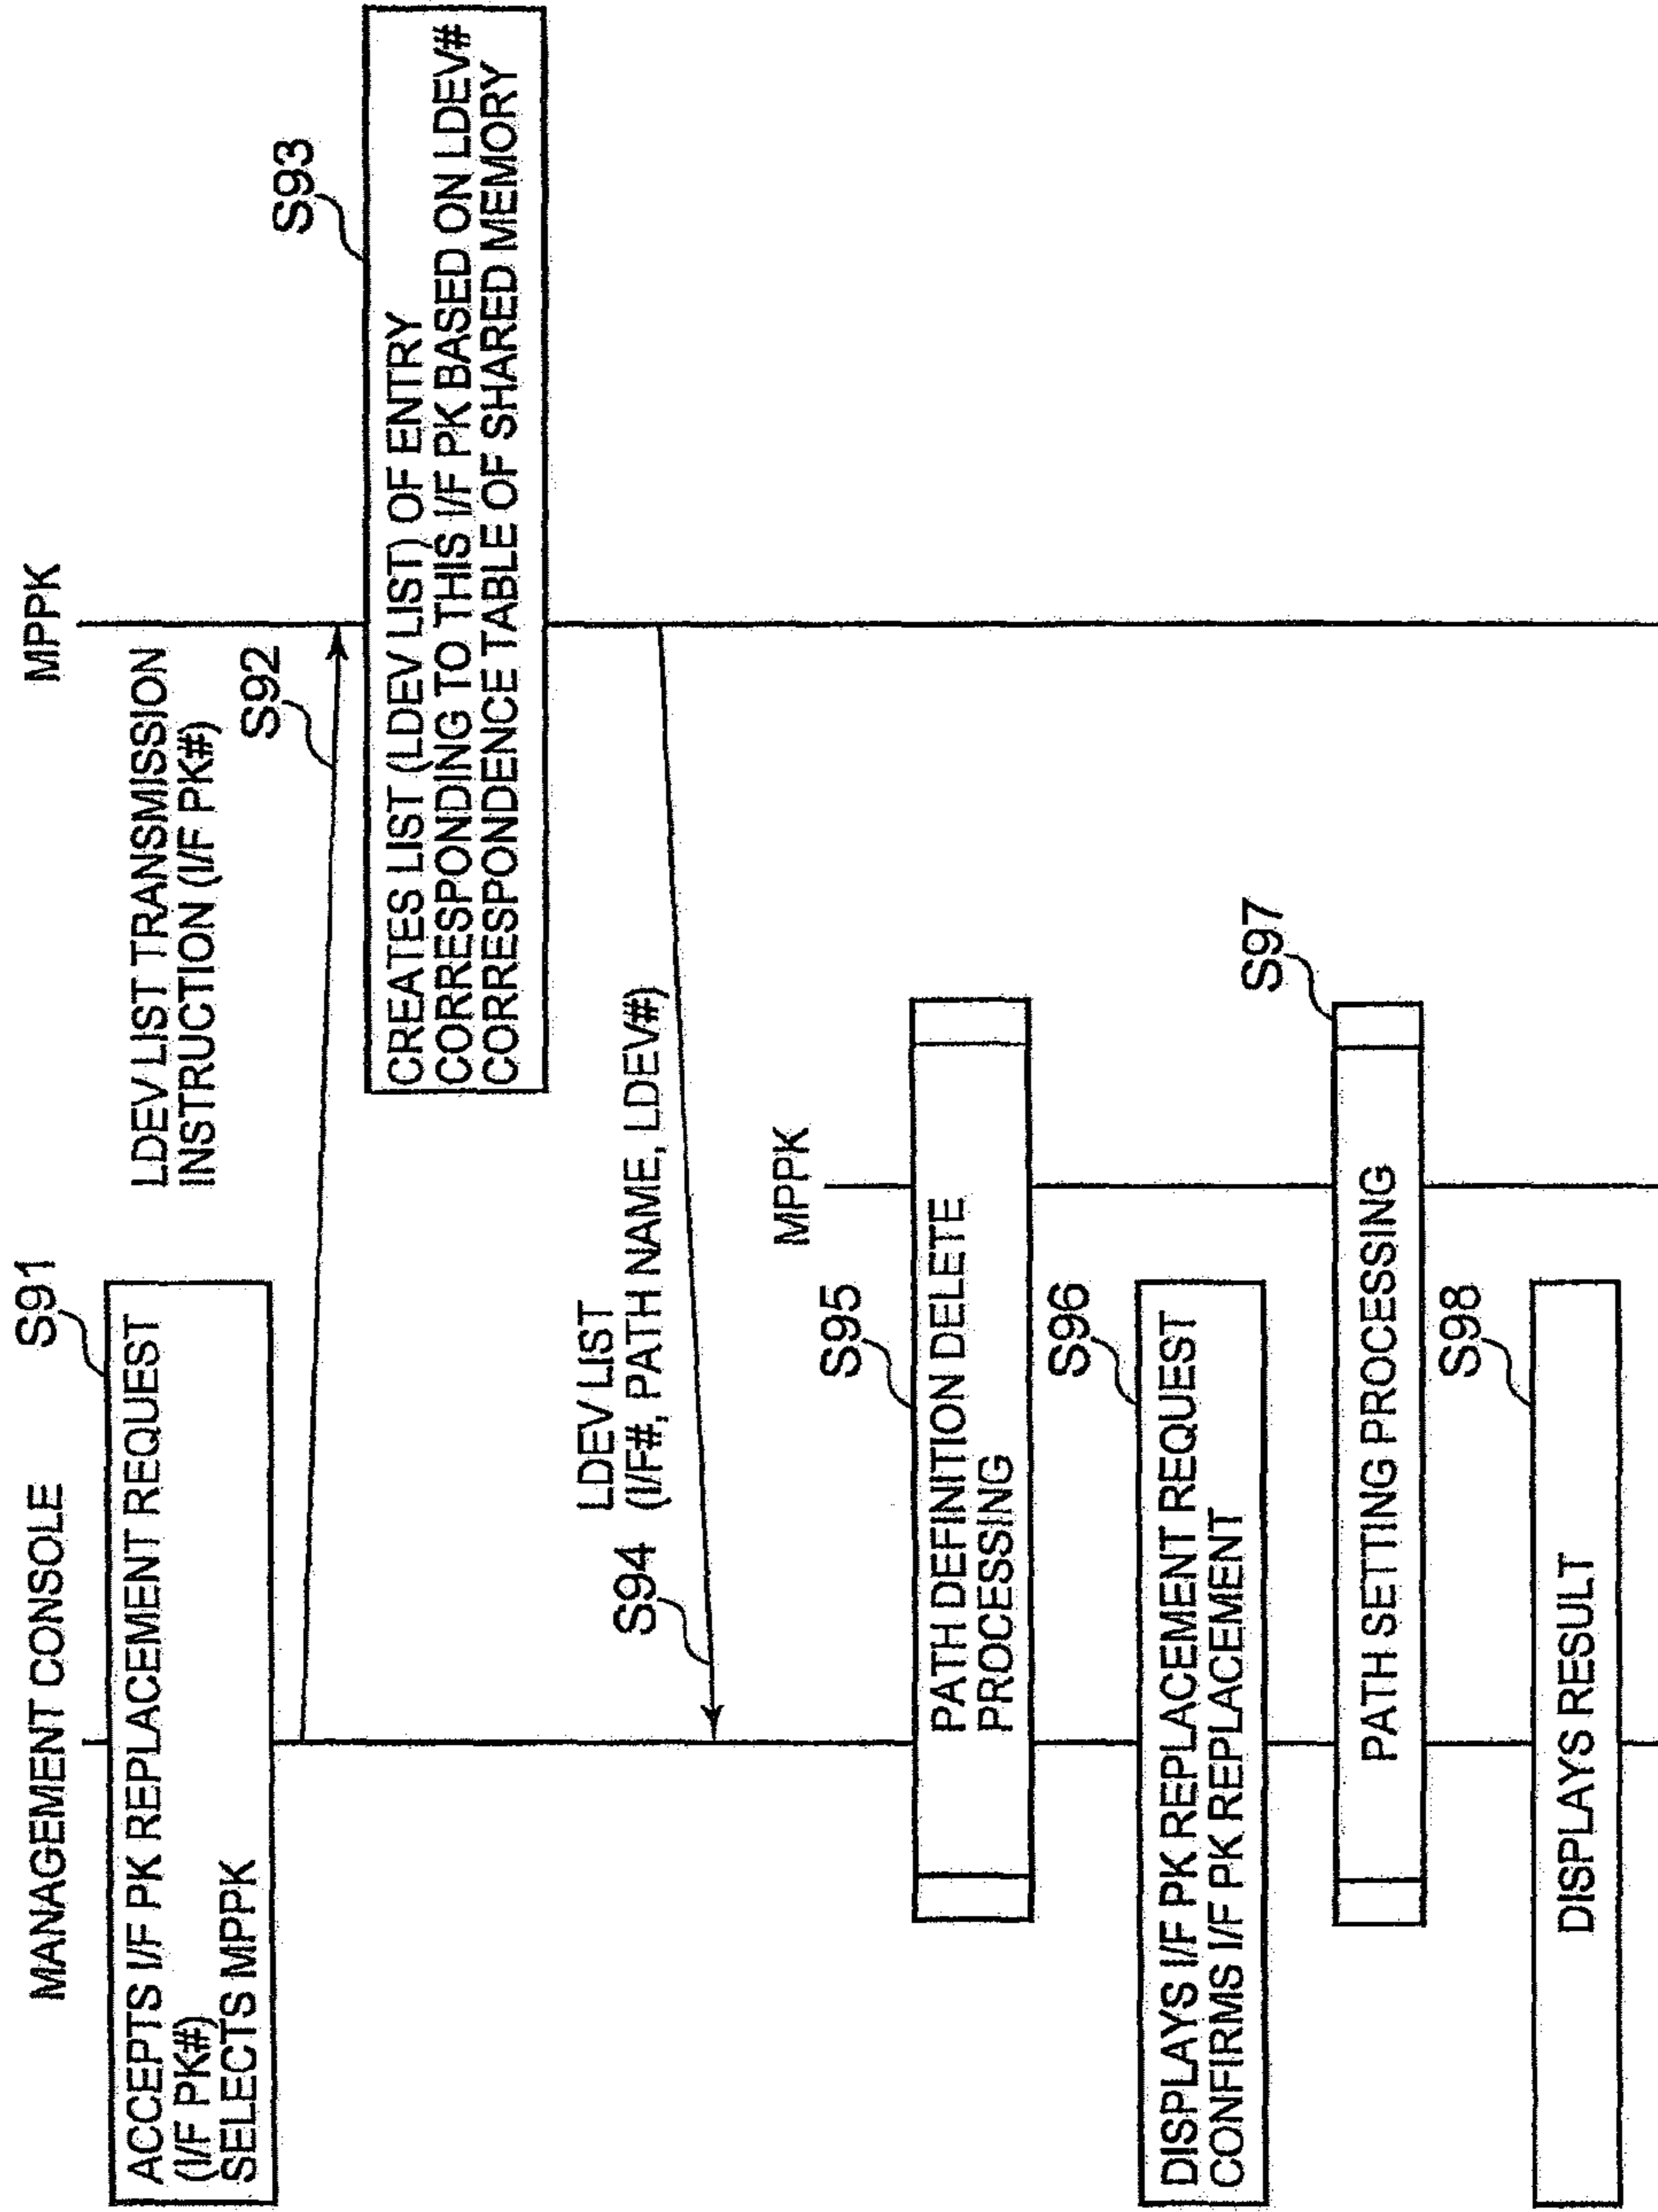 MANAGEMENT CONSOLE
MPPK
S91
ACCEPTS I/F PK REPLACEMENT REQUEST
(I/F PK#)
SELECTS MPPK
LDEV LIST TRANSMISSION
INSTRUCTION (I/F PK#)
S92
S93
CREATES LIST (LDEV LIST) OF ENTRY
CORRESPONDING TO THIS I/F PK BASED ON LDEV#
CORRESPONDENCE TABLE OF SHARED MEMORY
LDEV LIST
(I/F#, PATH NAME, LDEV#)
S94
MPPK
S95
PATH DEFINITION DELETE
PROCESSING
S96
DISPLAYS I/F PK REPLACEMENT REQUEST
CONFIRMS I/F PK REPLACEMENT
S97
PATH SETTING PROCESSING
S98
DISPLAYS RESULT